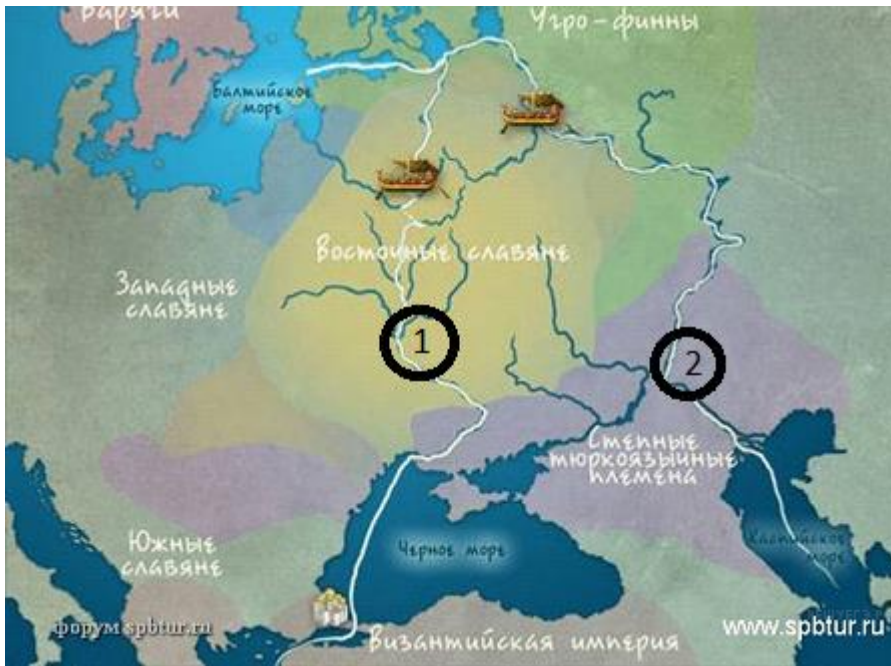 Варяги
Угро-финны
Балтийское
море
Восточные славяне
Западные
славяне
1
2
Степные
тюркоязычные
племена
Южные
славяне
Черное море
Каспийское
море
форум spbtur.ru
Византийская империя
www.spbtur.ru